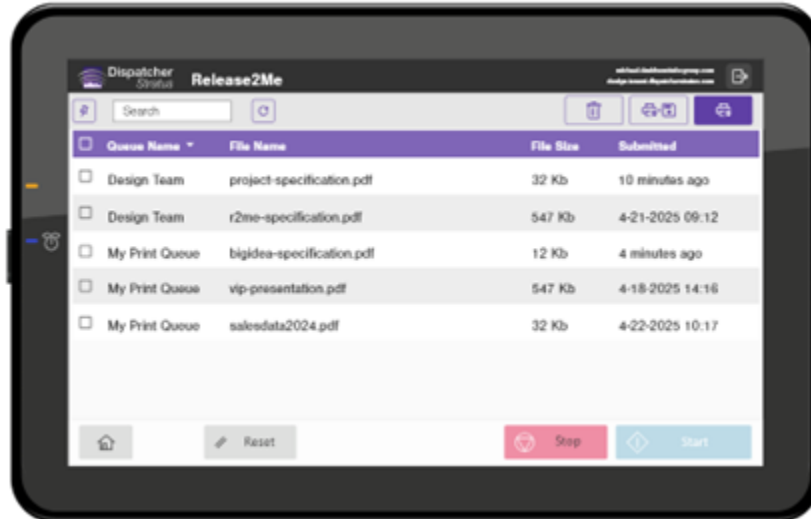 Dispatcher
Stratus
Release2Me
Search
Queue Name File Name File Size Submitted
Design Team project-specification.pdf 32 Kb 10 minutes ago
Design Team r2me-specification.pdf 547 Kb 4-21-2025 09:12
My Print Queue bigidea-specification.pdf 12 Kb 4 minutes ago
My Print Queue vip-presentation.pdf 547 Kb 4-18-2025 14:16
My Print Queue salesdata2024.pdf 32 Kb 4-22-2025 10:17
Reset Stop Start